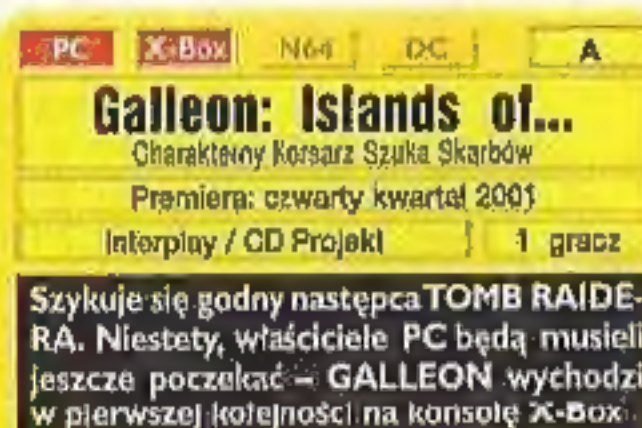 PC X-Box N64 DC A
Galleon: Islands of...
Charakterny Korsarz Szuka Skarbów
Premiera: czwarty kwartał 2001
Interplay / CD Projekt 1 gracz
Szykuje się godny następca TOMB RAIDE-
RA. Niestety, właściciele PC będą musieli
jeszcze poczekać – GALLEON wychodzi
w pierwszej kolejności na konsolę X-Box